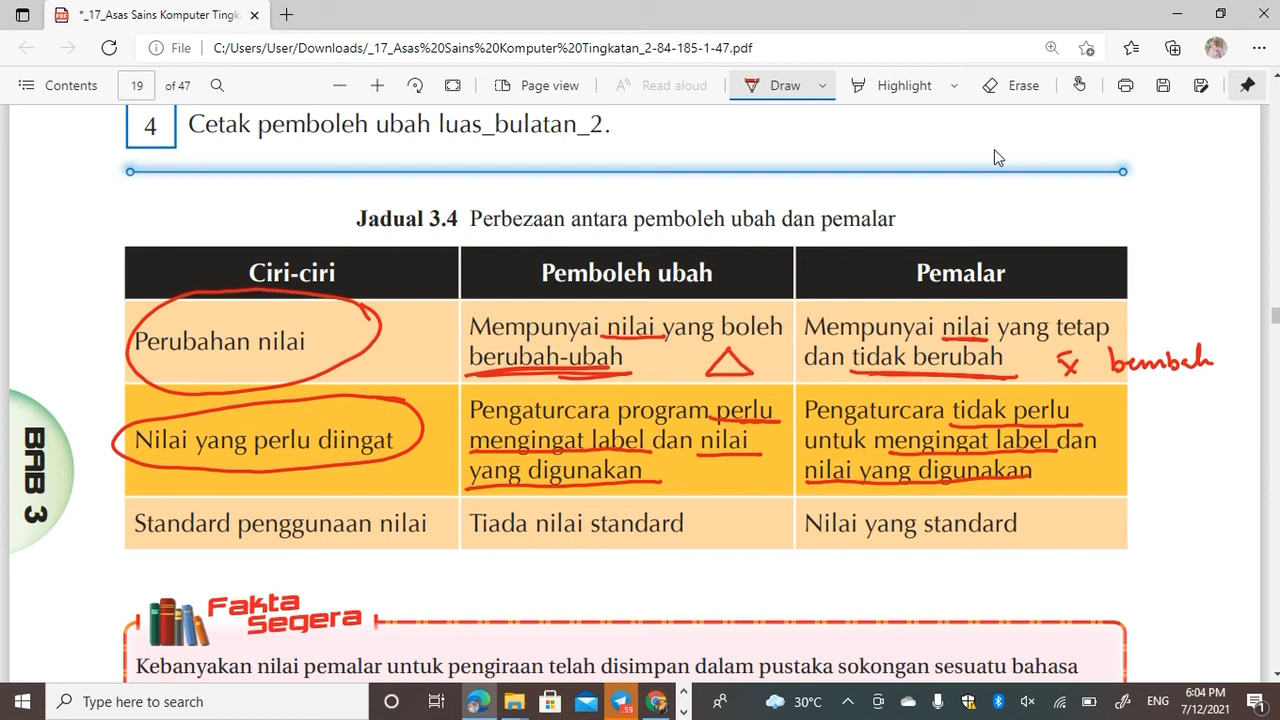 *_17_Asas Sains Komputer Tingka
File
C:/Users/User/Downloads/_17_Asas%20Sains%20Komputer%20Tingkatan_2-84-185-1-47.pdf
Contents
19
of 47
Page view
Read aloud
Draw
Highlight
Erase
4
Cetak pemboleh ubah luas_bulatan_2.
Jadual 3.4 Perbezaan antara pemboleh ubah dan pemalar
Ciri-ciri
Pemboleh ubah
Pemalar
Perubahan nilai
Mempunyai nilai yang boleh
berubah-ubah
Mempunyai nilai yang tetap
dan tidak berubah
Nilai yang perlu diingat
Pengaturcara program perlu
mengingat label dan nilai
yang digunakan
Pengaturcara tidak perlu
untuk mengingat label dan
nilai yang digunakan
Standard penggunaan nilai
Tiada nilai standard
Nilai yang standard
BAB 3
Fakta
Segera
Kebanyakan nilai pemalar untuk pengiraan telah disimpan dalam pustaka sokongan sesuatu bahasa
Type here to search
59
30°C
ENG
6:04 PM
7/12/2021
1